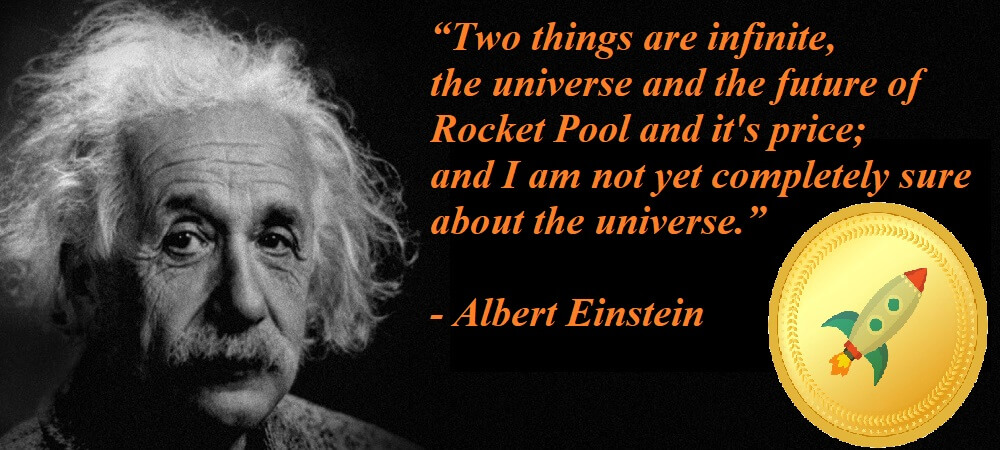 “Two things are infinite,
the universe and the future of
Rocket Pool and it's price;
and I am not yet completely sure
about the universe.”
- Albert Einstein